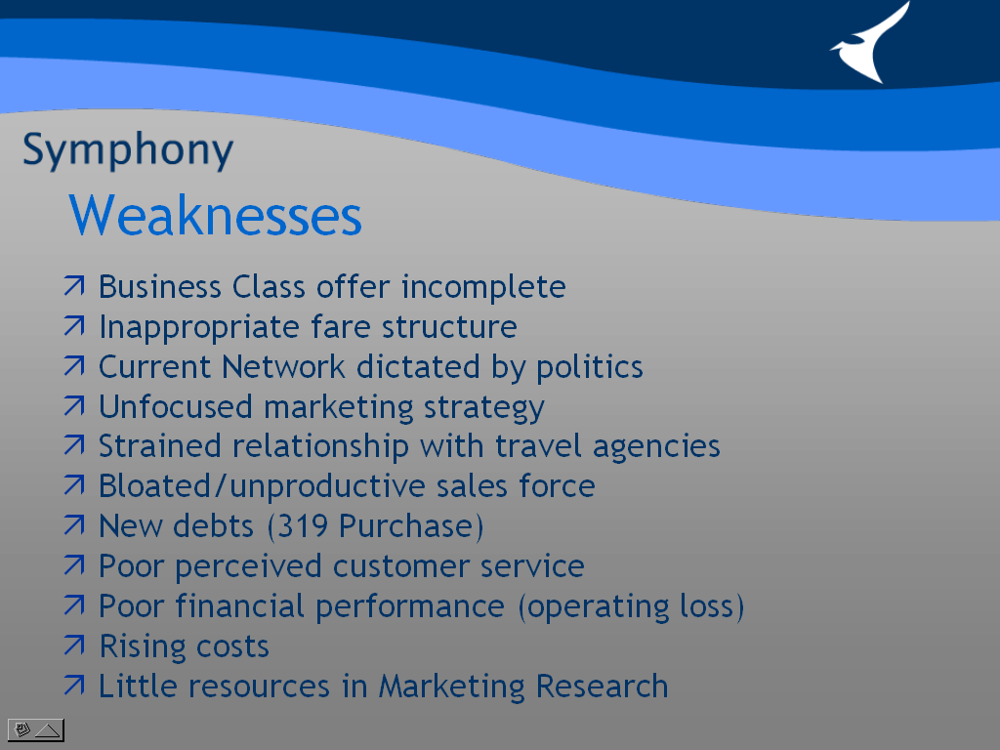 Symphony
Weaknesses
Business Class offer incomplete
Inappropriate fare structure
Current Network dictated by politics
Unfocused marketing strategy
Strained relationship with travel agencies
Bloated/unproductive sales force
New debts (319 Purchase)
Poor perceived customer service
Poor financial performance (operating loss)
Rising costs
Little resources in Marketing Research